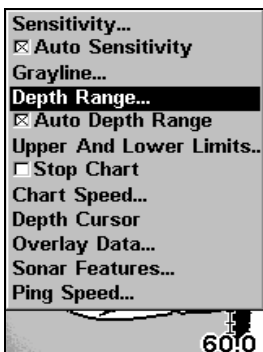 Sensitivity...
Auto Sensitivity
Grayline...
Depth Range...
Auto Depth Range
Upper And Lower Limits..
Stop Chart
Chart Speed...
Depth Cursor
Overlay Data...
Sonar Features...
Ping Speed...
60.0